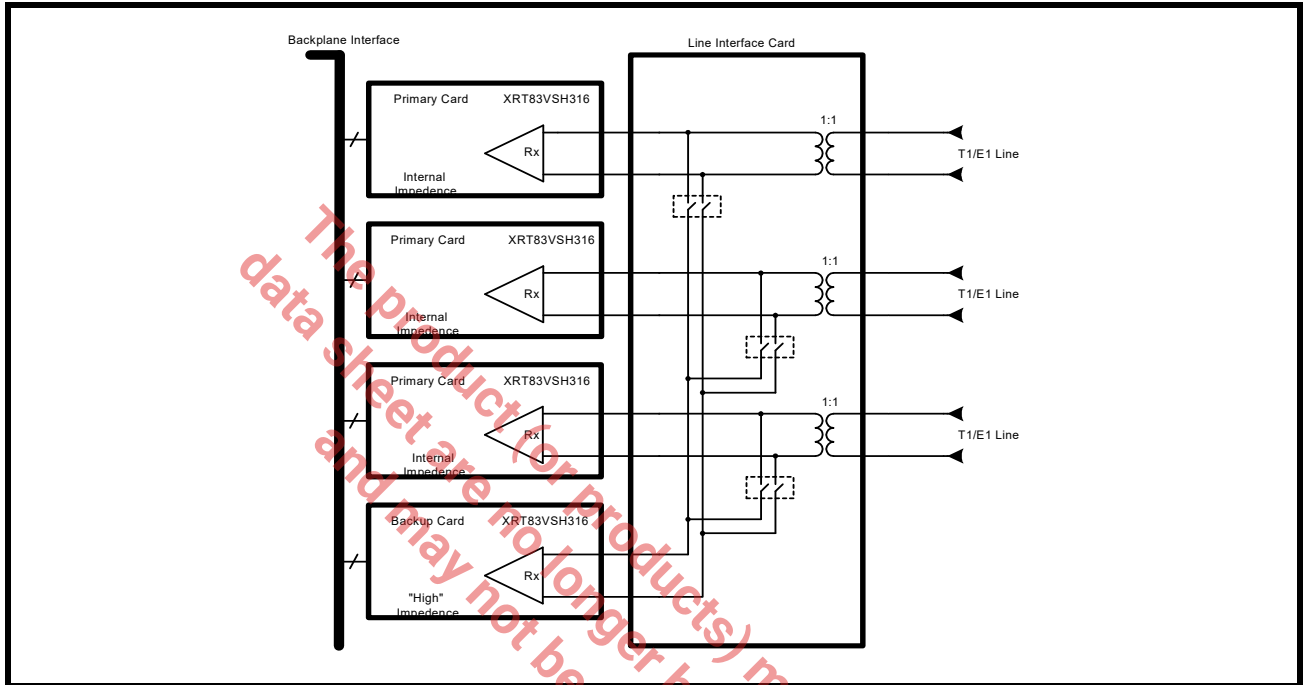 Backplane Interface
Line Interface Card
Primary Card
XRT83VSH316
Rx
Internal
Impedence
1:1
T1/E1 Line
Primary Card
XRT83VSH316
Rx
Internal
Impedence
1:1
T1/E1 Line
Primary Card
XRT83VSH316
Rx
Internal
Impedence
1:1
T1/E1 Line
Backup Card
XRT83VSH316
Rx
"High"
Impedence
The product (or products) m
data sheet are no longer b
and may not be